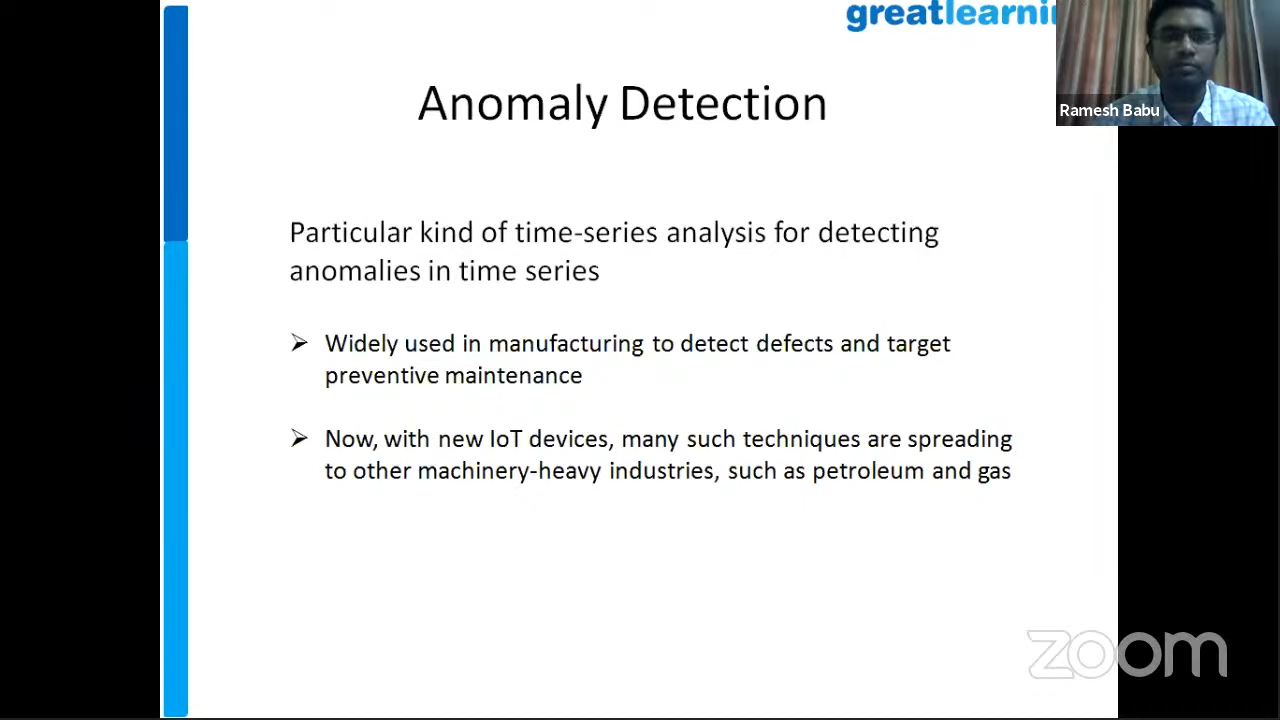 greatlearnin
Ramesh Babu
Anomaly Detection
Particular kind of time-series analysis for detecting
anomalies in time series
➢ Widely used in manufacturing to detect defects and target
preventive maintenance
➢ Now, with new IoT devices, many such techniques are spreading
to other machinery-heavy industries, such as petroleum and gas
zoom